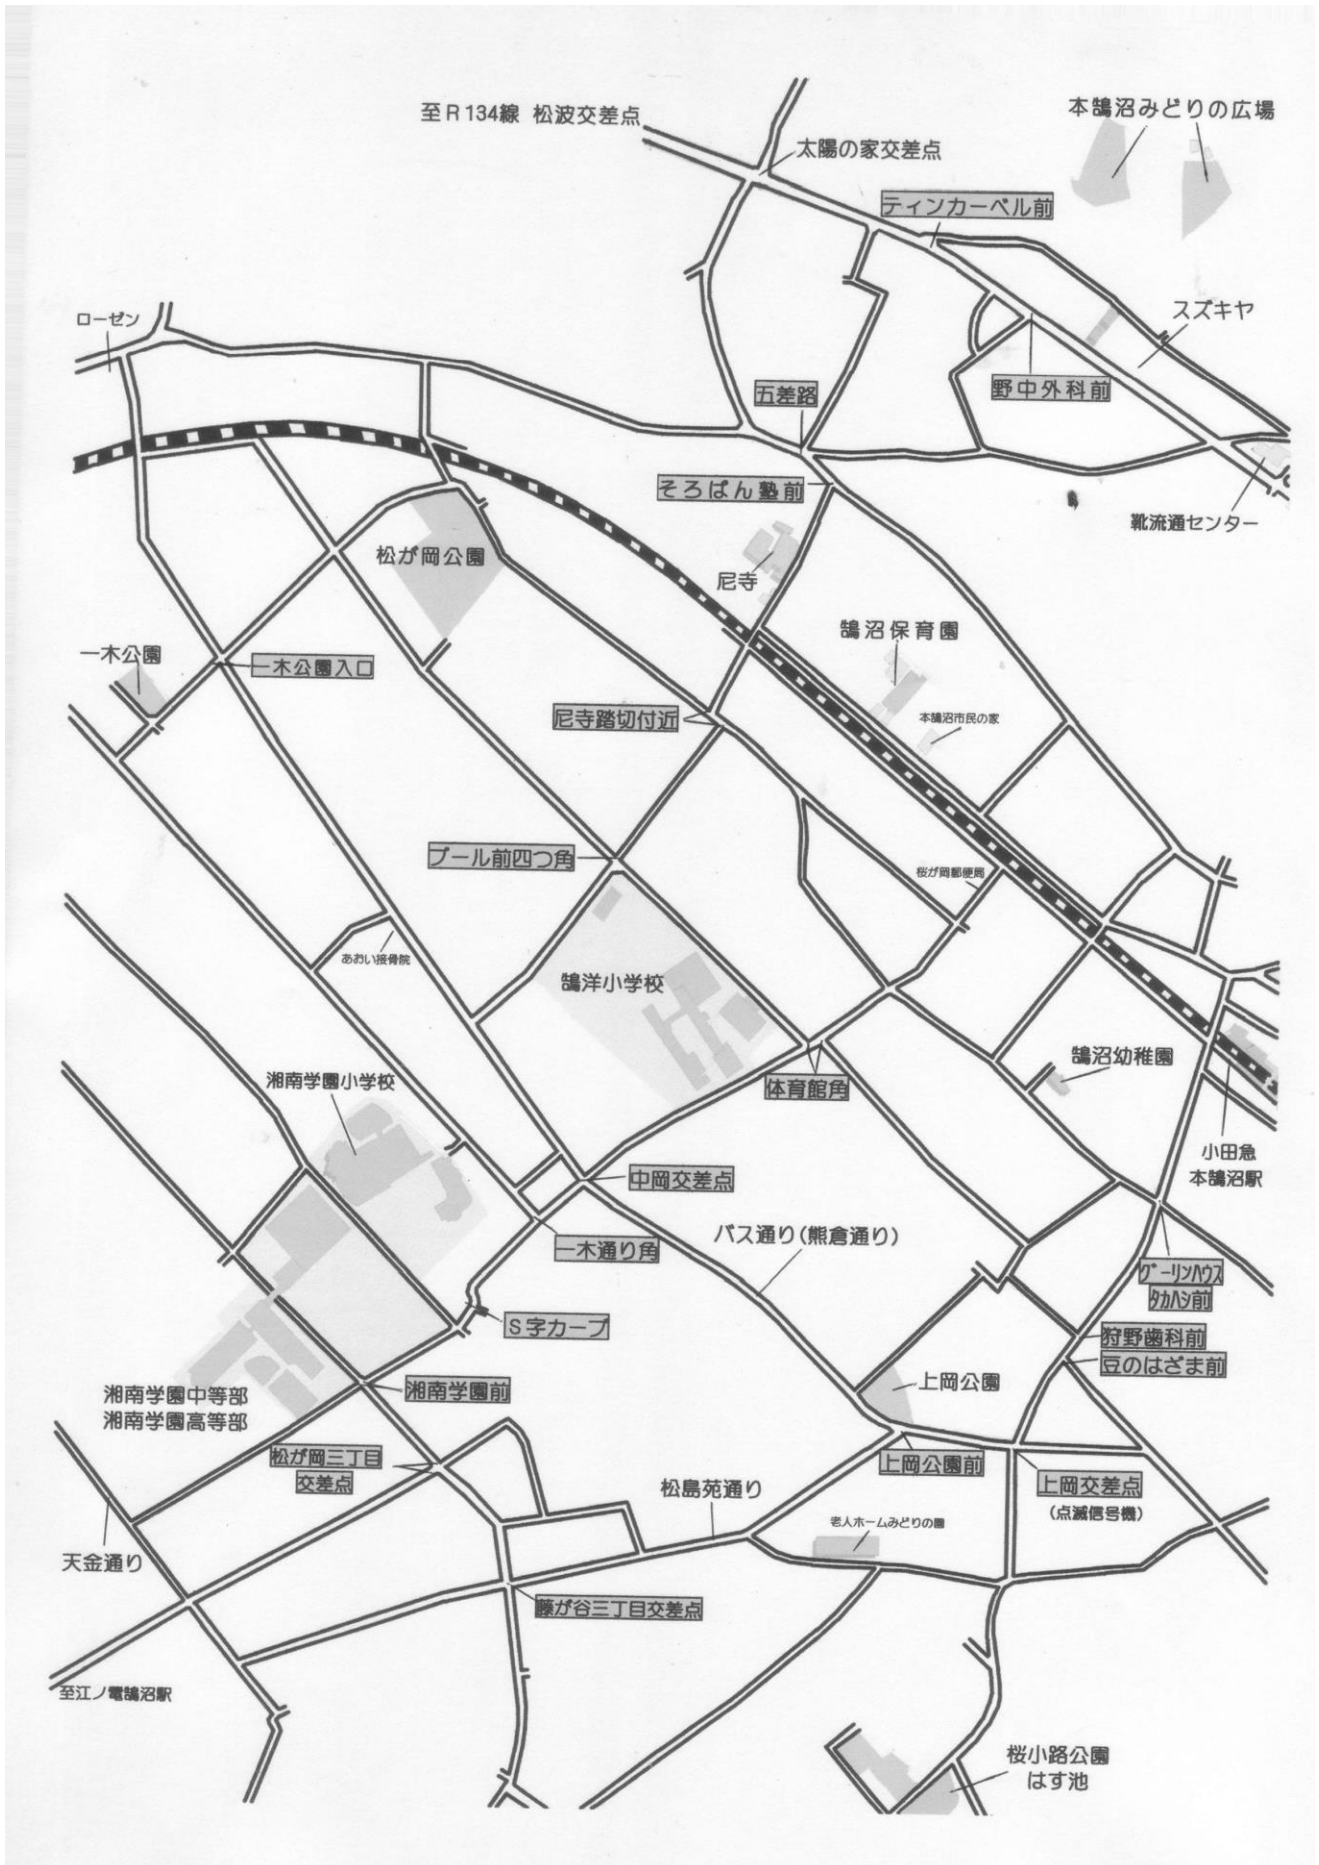 至R134線 松波交差点
本鵠沼みどりの広場
太陽の家交差点
ティンカーベル前
ローゼン
スズキヤ
五差路
野中外科前
そろばん塾前
靴流通センター
松が岡公園
尼寺
鵠沼保育園
一木公園
一木公園入口
尼寺踏切付近
本鵠沼市民の家
プール前四つ角
桜が岡郵便局
あおい接骨院
鵠洋小学校
湘南学園小学校
鵠沼幼稚園
体育館角
小田急
本鵠沼駅
中岡交差点
バス通り(熊倉通り)
一木通り角
グーリンハウス
タカハシ前
S字カーブ
狩野歯科前
豆のはざま前
湘南学園前
上岡公園
湘南学園中等部
湘南学園高等部
松が岡三丁目
交差点
上岡公園前
上岡交差点
(点滅信号機)
松島苑通り
老人ホームみどりの園
天金通り
藤が谷三丁目交差点
至江ノ電鵠沼駅
桜小路公園
はす池